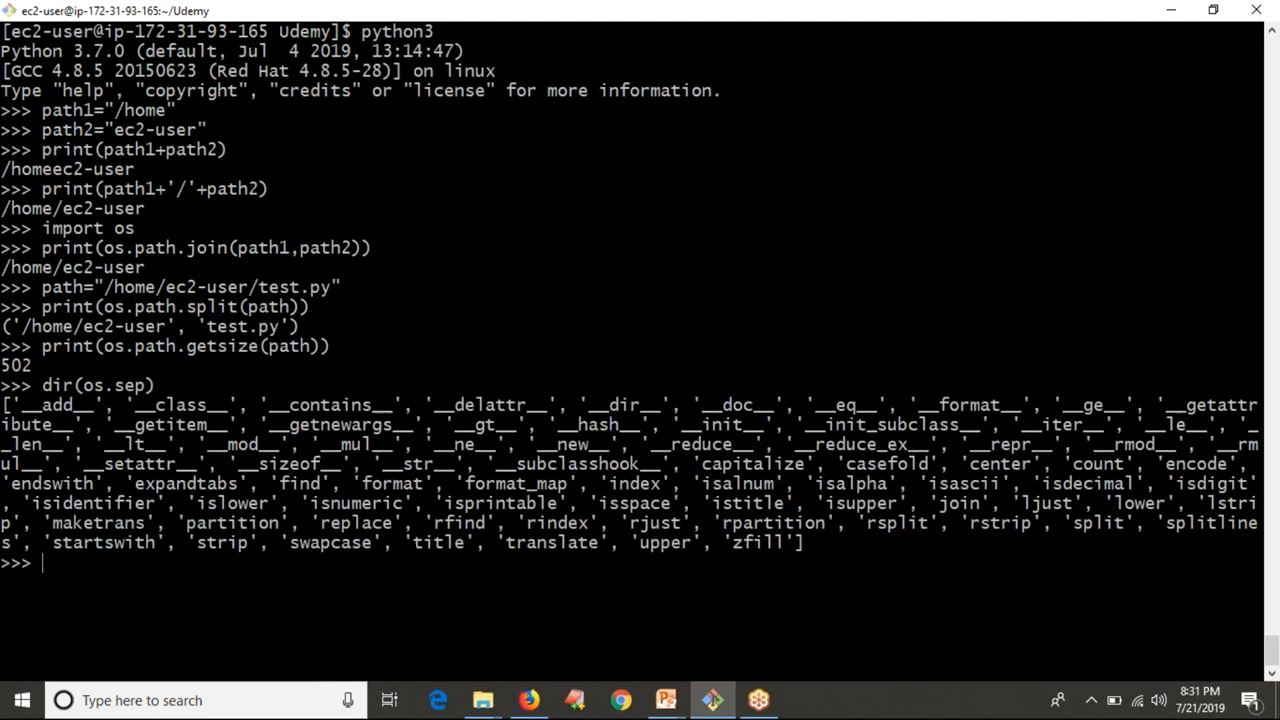 ec2-user@ip-172-31-93-165:~/Udemy
[ec2-user@ip-172-31-93-165 Udemy]$ python3
Python 3.7.0 (default, Jul  4 2019, 13:14:47)
[GCC 4.8.5 20150623 (Red Hat 4.8.5-28)] on linux
Type "help", "copyright", "credits" or "license" for more information.
>>> path1="/home"
>>> path2="ec2-user"
>>> print(path1+path2)
/homeec2-user
>>> print(path1+'/'+path2)
/home/ec2-user
>>> import os
>>> print(os.path.join(path1,path2))
/home/ec2-user
>>> path="/home/ec2-user/test.py"
>>> print(os.path.split(path))
('/home/ec2-user', 'test.py')
>>> print(os.path.getsize(path))
502
>>> dir(os.sep)
['__add__', '__class__', '__contains__', '__delattr__', '__dir__', '__doc__', '__eq__', '__format__', '__ge__', '__getattr
ibute__', '__getitem__', '__getnewargs__', '__gt__', '__hash__', '__init__', '__init_subclass__', '__iter__', '__le__', '_
_len__', '__lt__', '__mod__', '__mul__', '__ne__', '__new__', '__reduce__', '__reduce_ex__', '__repr__', '__rmod__', '__rm
ul__', '__setattr__', '__sizeof__', '__str__', '__subclasshook__', 'capitalize', 'casefold', 'center', 'count', 'encode',
'endswith', 'expandtabs', 'find', 'format', 'format_map', 'index', 'isalnum', 'isalpha', 'isascii', 'isdecimal', 'isdigit'
, 'isidentifier', 'islower', 'isnumeric', 'isprintable', 'isspace', 'istitle', 'isupper', 'join', 'ljust', 'lower', 'lstri
p', 'maketrans', 'partition', 'replace', 'rfind', 'rindex', 'rjust', 'rpartition', 'rsplit', 'rstrip', 'split', 'splitline
s', 'startswith', 'strip', 'swapcase', 'title', 'translate', 'upper', 'zfill']
>>>
Type here to search
8:31 PM
7/21/2019
1